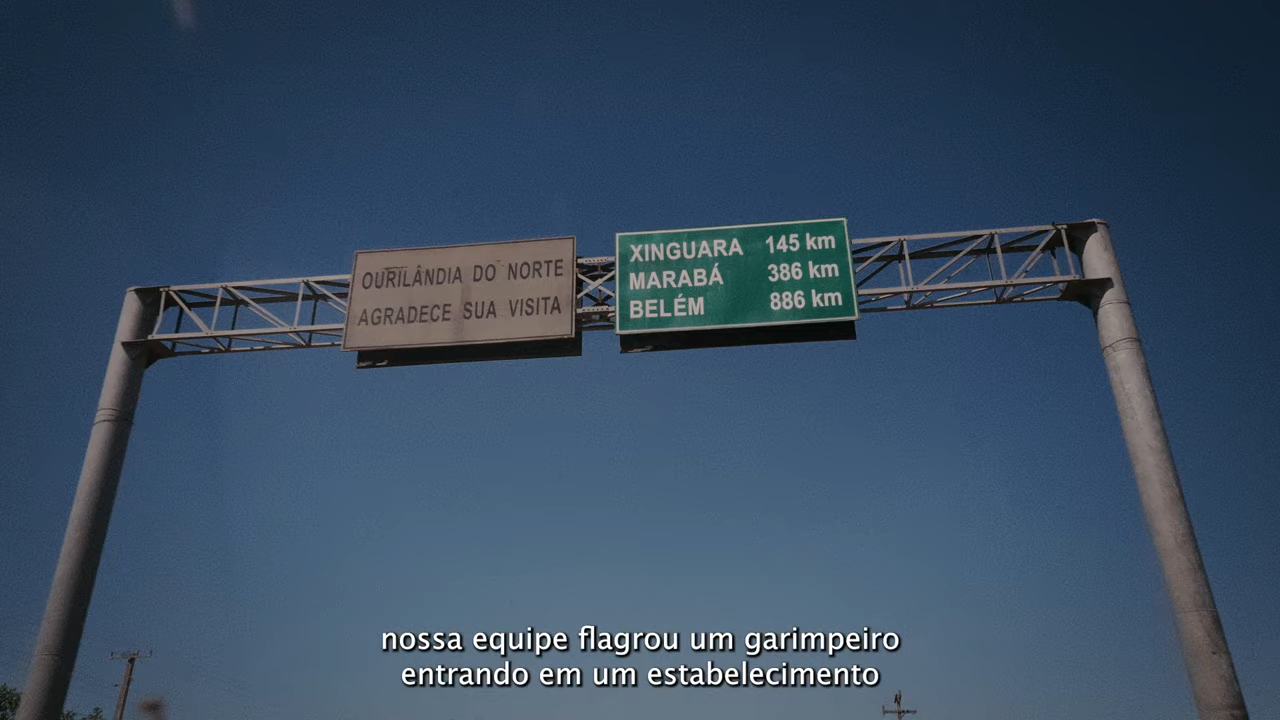 OURILÂNDIA DO NORTE
AGRADECE SUA VISITA
XINGUARA 145 km
MARABÁ 386 km
BELÉM 886 km
nossa equipe flagrou um garimpeiro
entrando em um estabelecimento